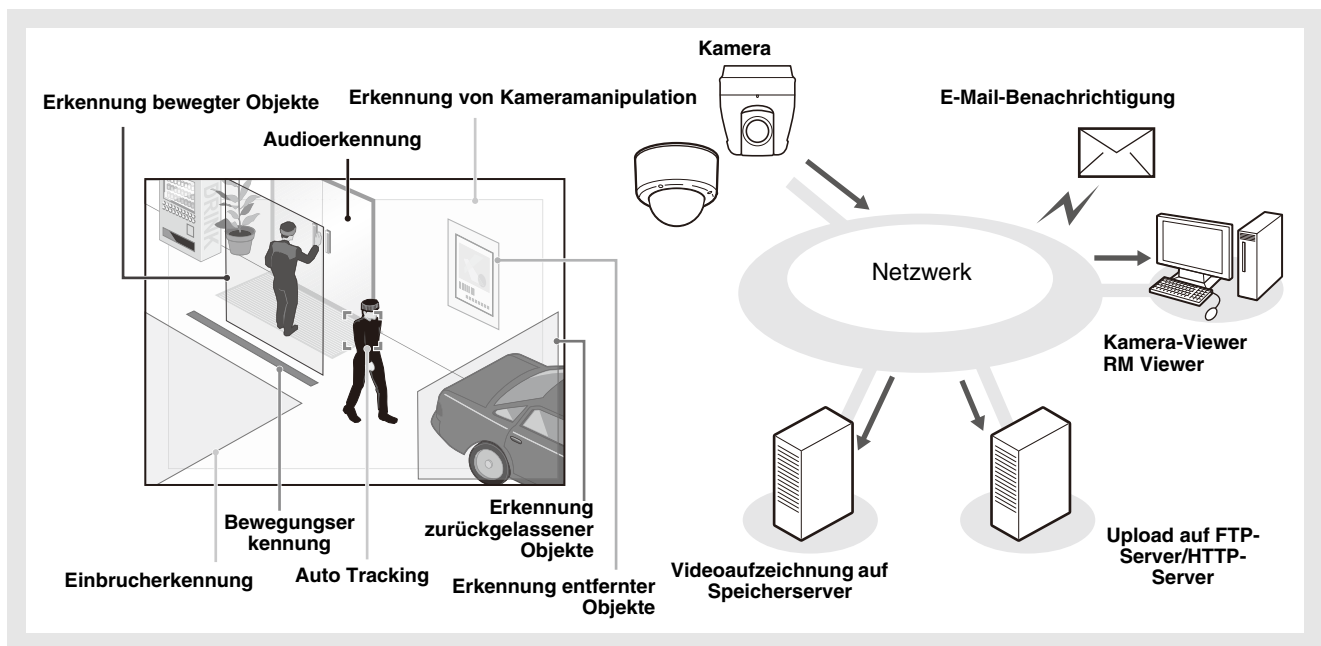 Kamera
Erkennung bewegter Objekte
Erkennung von Kameramanipulation
E-Mail-Benachrichtigung
Audioerkennung
Netzwerk
Kamera-Viewer
RM Viewer
Erkennung
zurückgelassener
Objekte
Bewegungser
kennung
Einbrucherkennung
Auto Tracking
Erkennung entfernter
Objekte
Videoaufzeichnung auf
Speicherserver
Upload auf FTP-
Server/HTTP-
Server